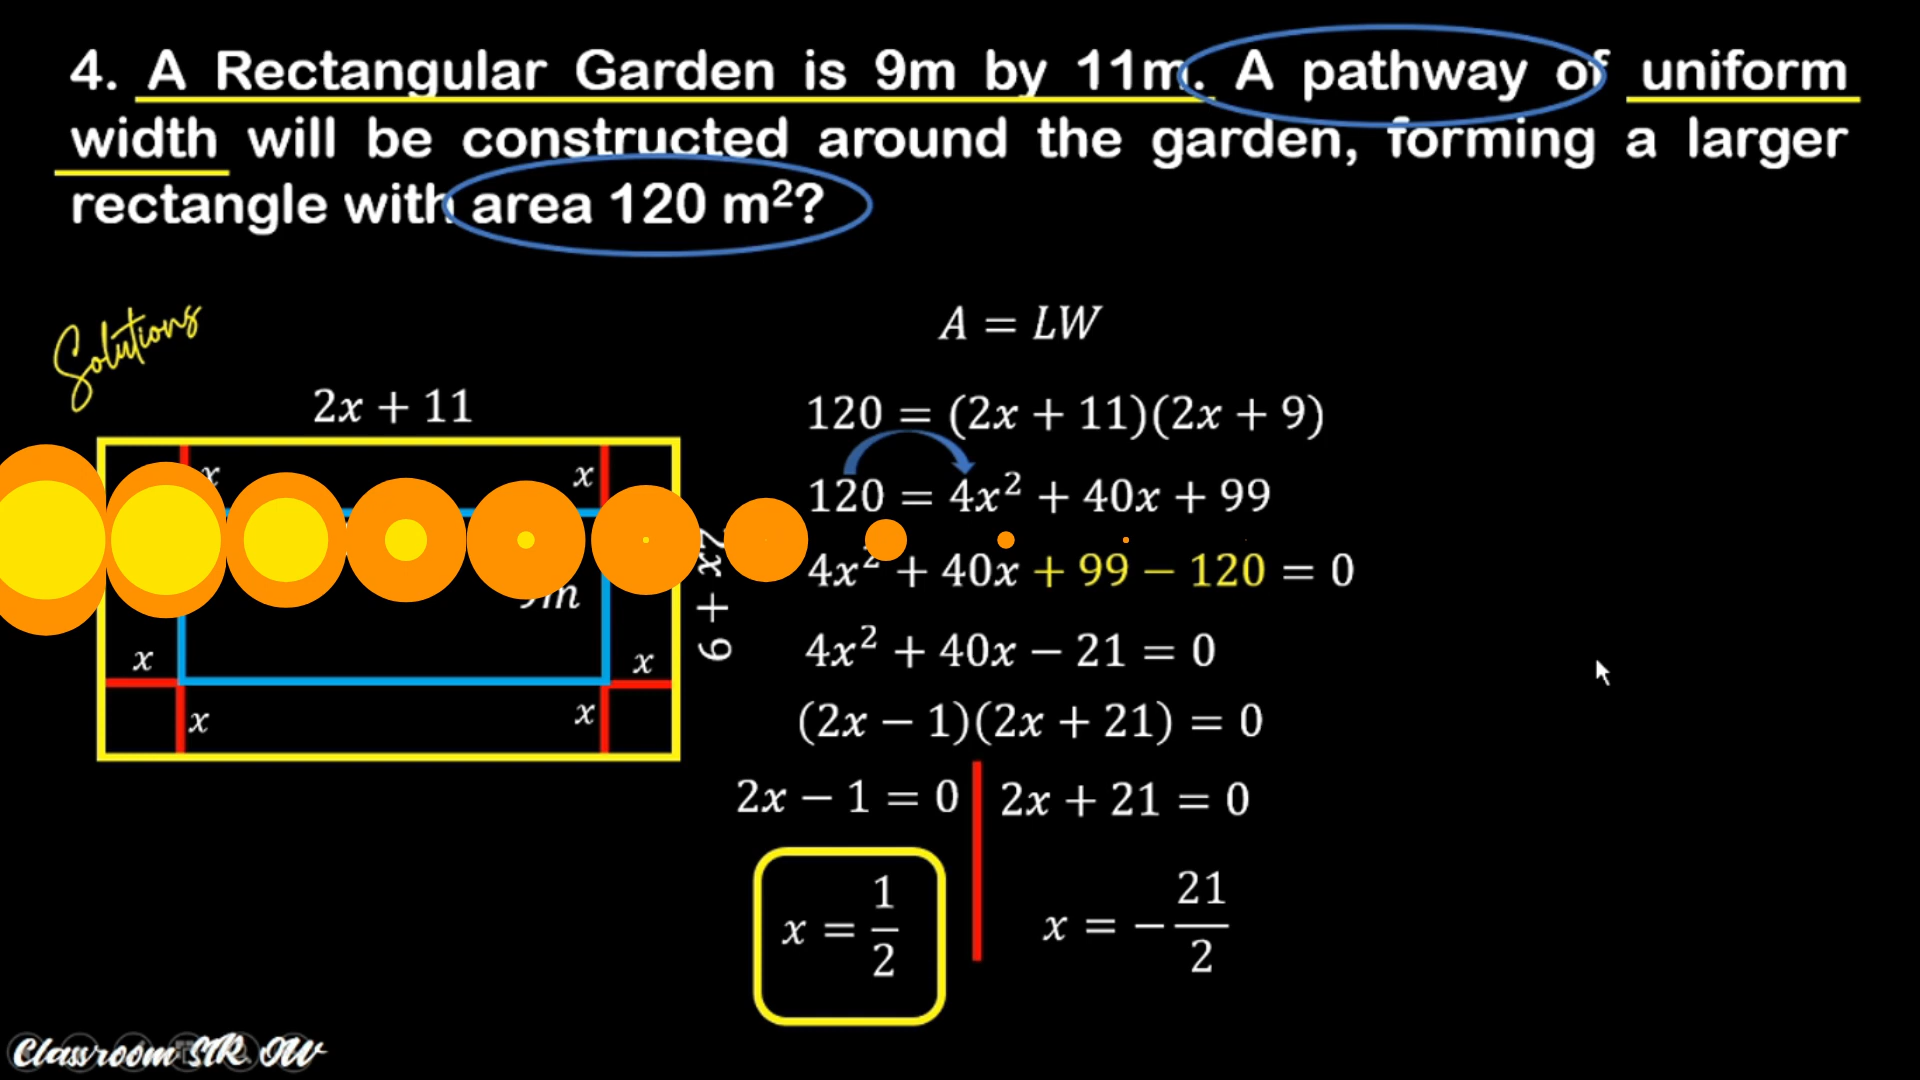 4. A Rectangular Garden is 9m by 11m. A pathway of uniform
width will be constructed around the garden, forming a larger
rectangle with area 120 m²?
Solutions
A = LW
2x + 11
120 = (2x + 11)(2x + 9)
x x
120 = 4x² + 40x + 99
4x² + 40x + 99 − 120 = 0
2x + 9
x x
4x² + 40x − 21 = 0
x x
(2x − 1)(2x + 21) = 0
2x − 1 = 0 2x + 21 = 0
x = 1/2 x = −21/2
Classroom SIR OW